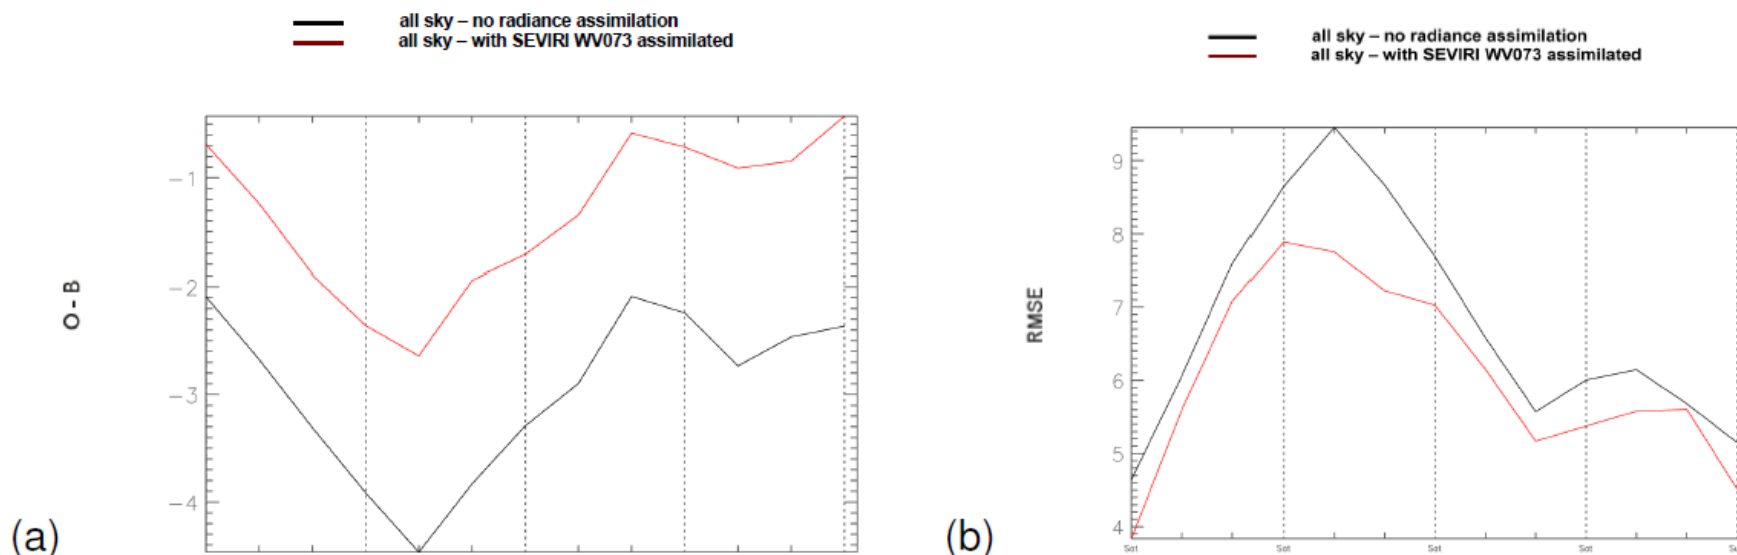 all sky – no radiance assimilation
all sky – with SEVIRI WV073 assimilated
O - B
−1
−2
−3
−4
(a)
all sky – no radiance assimilation
all sky – with SEVIRI WV073 assimilated
RMSE
9
8
7
6
5
4
Sat
Sat
Sat
Sat
(b)